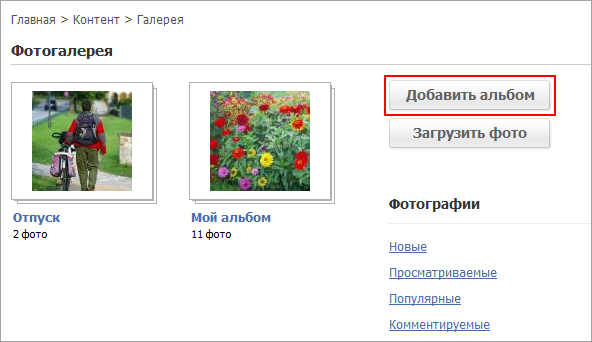 Главная > Контент > Галерея
Фотогалерея
Добавить альбом
Загрузить фото
Отпуск
2 фото
Мой альбом
11 фото
Фотографии
Новые
Просматриваемые
Популярные
Комментируемые